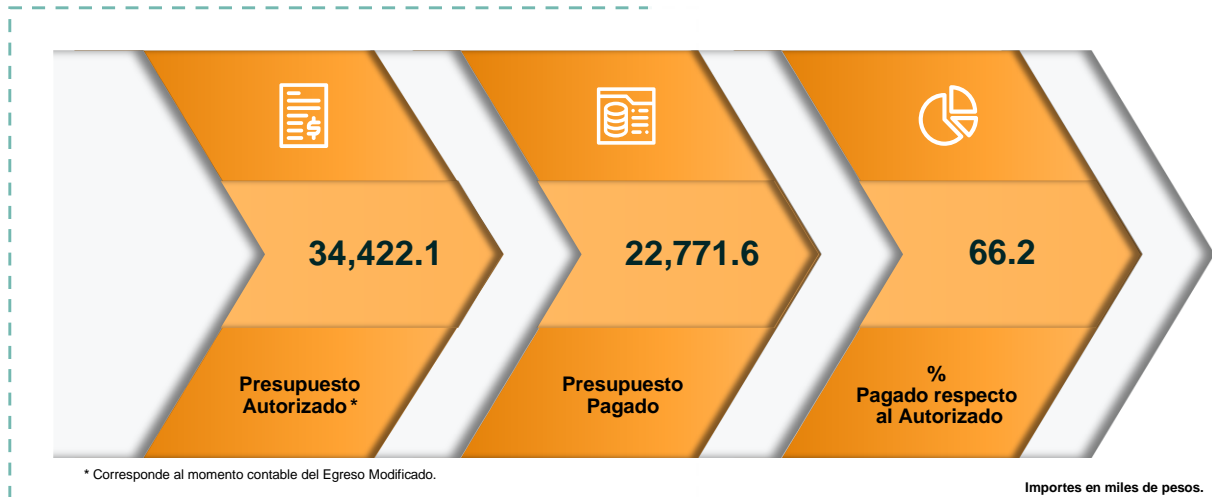 34,422.1
22,771.6
66.2
Presupuesto
Autorizado *
Presupuesto
Pagado
%
Pagado respecto
al Autorizado
* Corresponde al momento contable del Egreso Modificado.
Importes en miles de pesos.